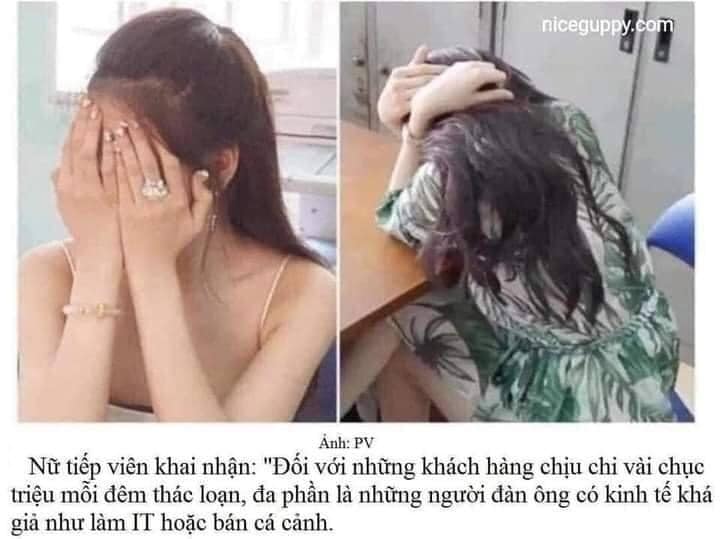 niceguppy.com
Ảnh: PV
Nữ tiếp viên khai nhận: "Đối với những khách hàng chịu chi vài chục
triệu mỗi đêm thác loạn, đa phần là những người đàn ông có kinh tế khá
giả như làm IT hoặc bán cá cảnh.